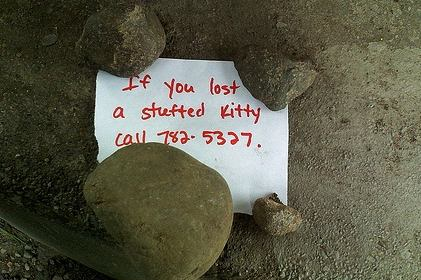 If you lost
a stuffed Kitty
call 782-5327.